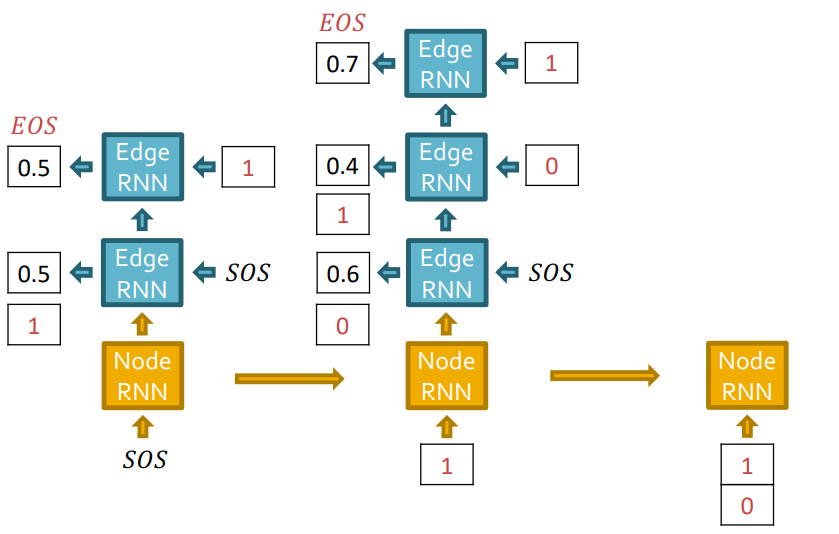 EOS
0.7
Edge
RNN
1
EOS
0.5
Edge
RNN
1
0.4
1
Edge
RNN
0
0.5
1
Edge
RNN
SOS
0.6
0
Edge
RNN
SOS
Node
RNN
Node
RNN
Node
RNN
SOS
1
1
0